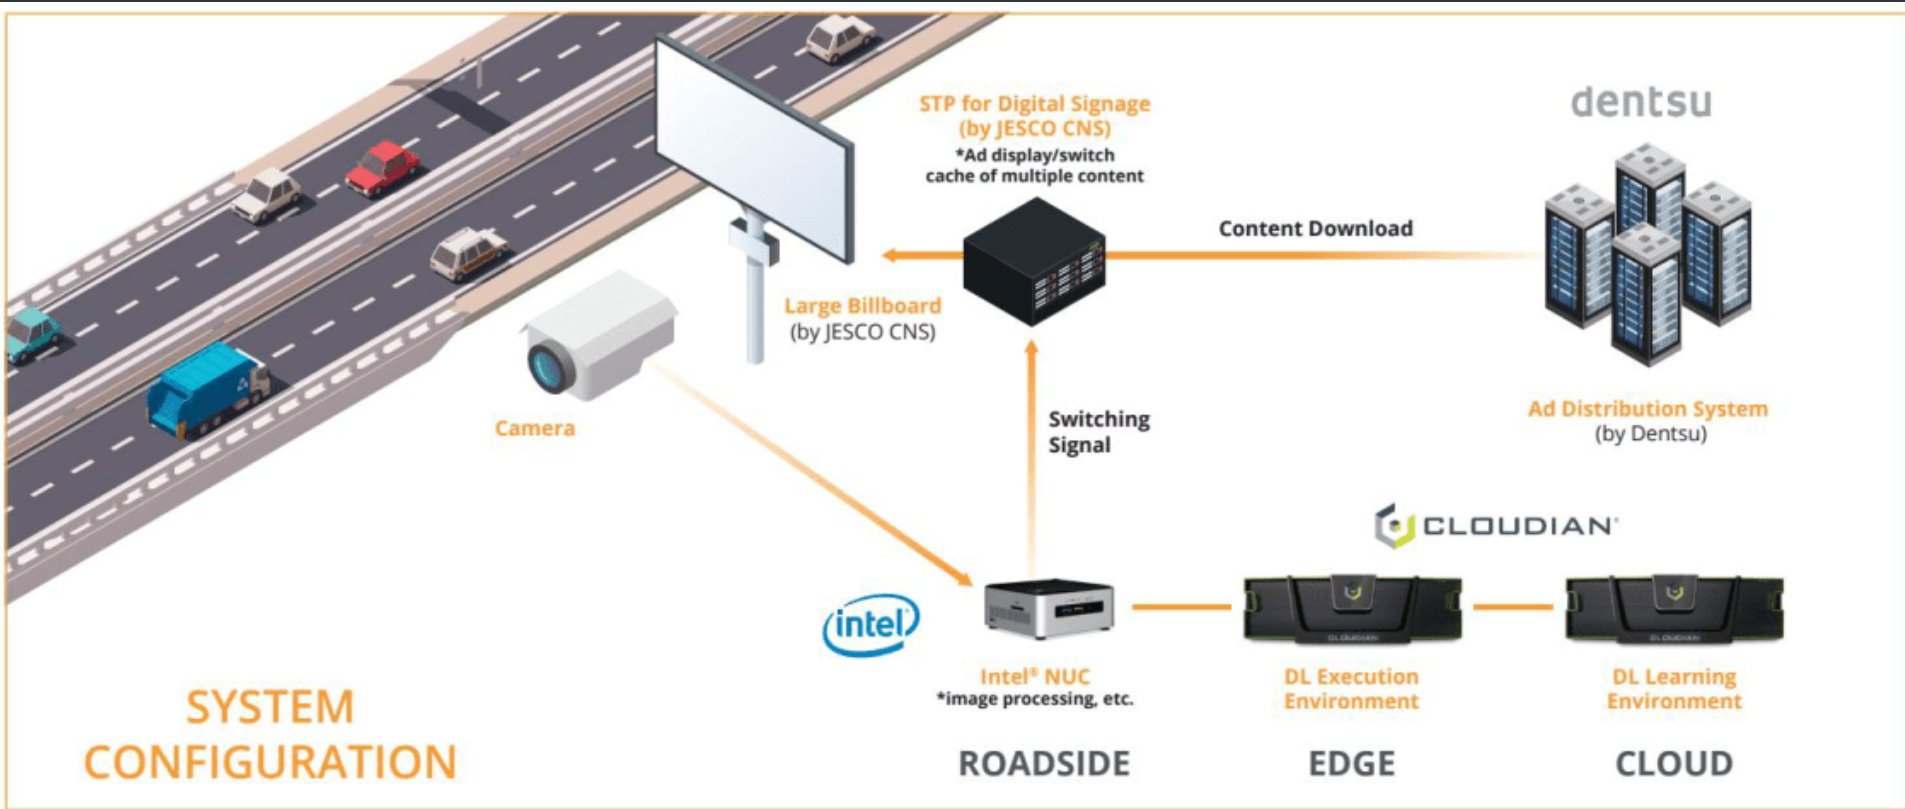 STP for Digital Signage
(by JESCO CNS)
*Ad display/switch
cache of multiple content
dentsu
Content Download
Large Billboard
(by JESCO CNS)
Camera
Switching
Signal
Ad Distribution System
(by Dentsu)
CLOUDIAN®
intel®
CLOUDIAN
CLOUDIAN
Intel® NUC
*image processing, etc.
DL Execution
Environment
DL Learning
Environment
SYSTEM
CONFIGURATION
ROADSIDE
EDGE
CLOUD